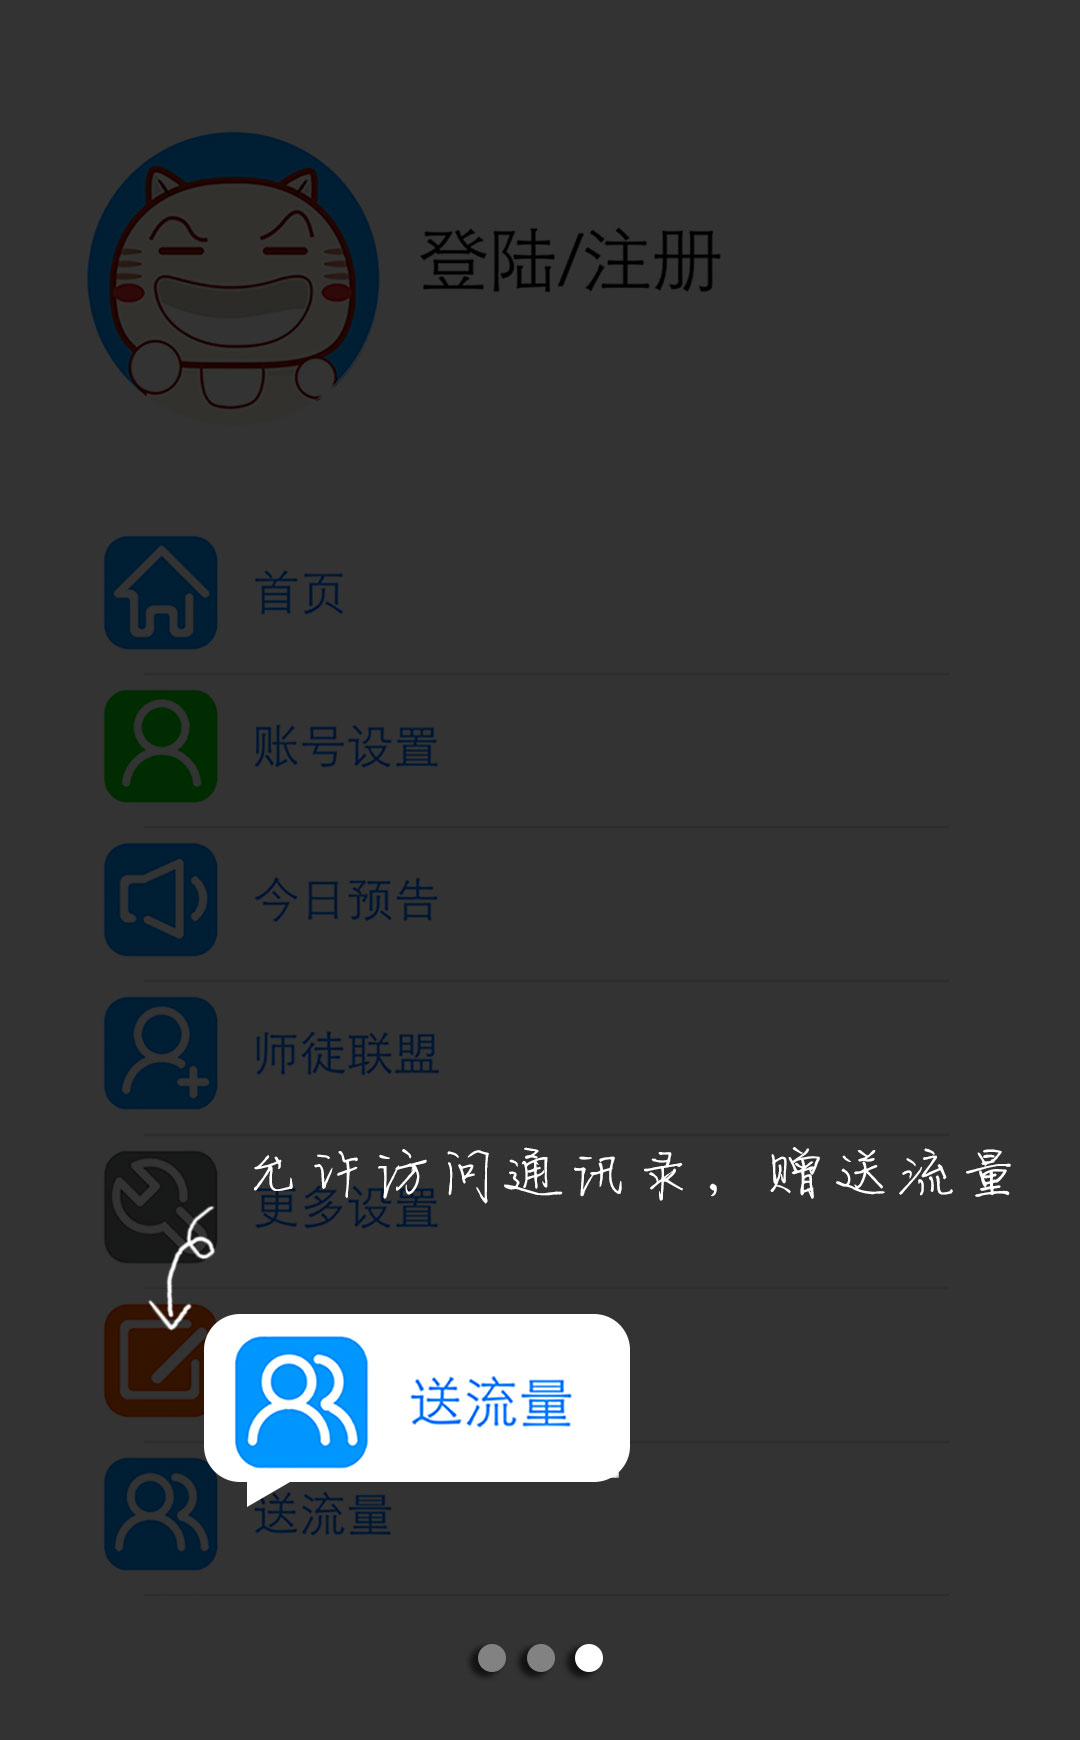 登陆/注册
首页
账号设置
今日预告
师徒联盟
允许访问通讯录，赠送流量
更多设置
送流量
送流量